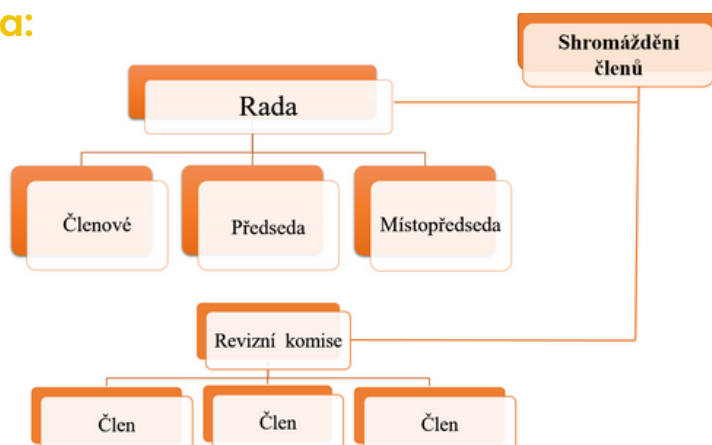 a:
Shromáždění
členů
Rada
Členové
Předseda
Místopředseda
Revizní komise
Člen
Člen
Člen